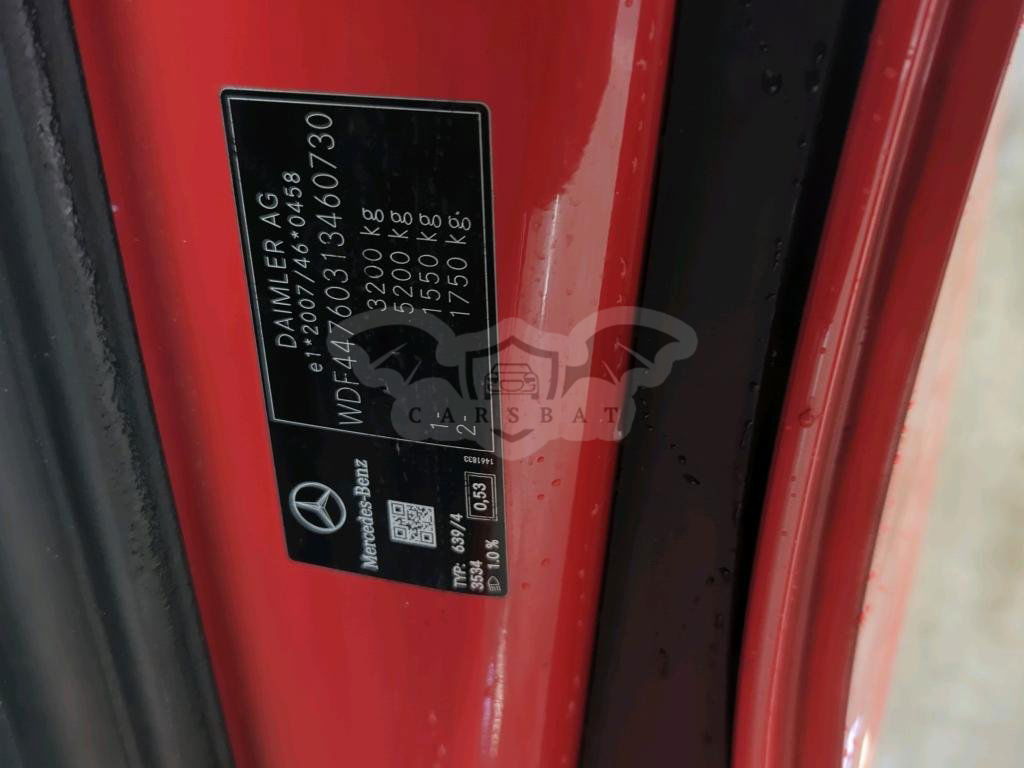 DAIMLER AG
e1*2007/46*0458
WDF44760313460730
3200 kg
5200 kg
1- 1550 kg
2- 1750 kg
Mercedes-Benz
1461833
TYP: 639/4
3534 0,53
1.0 %
CARSBAT